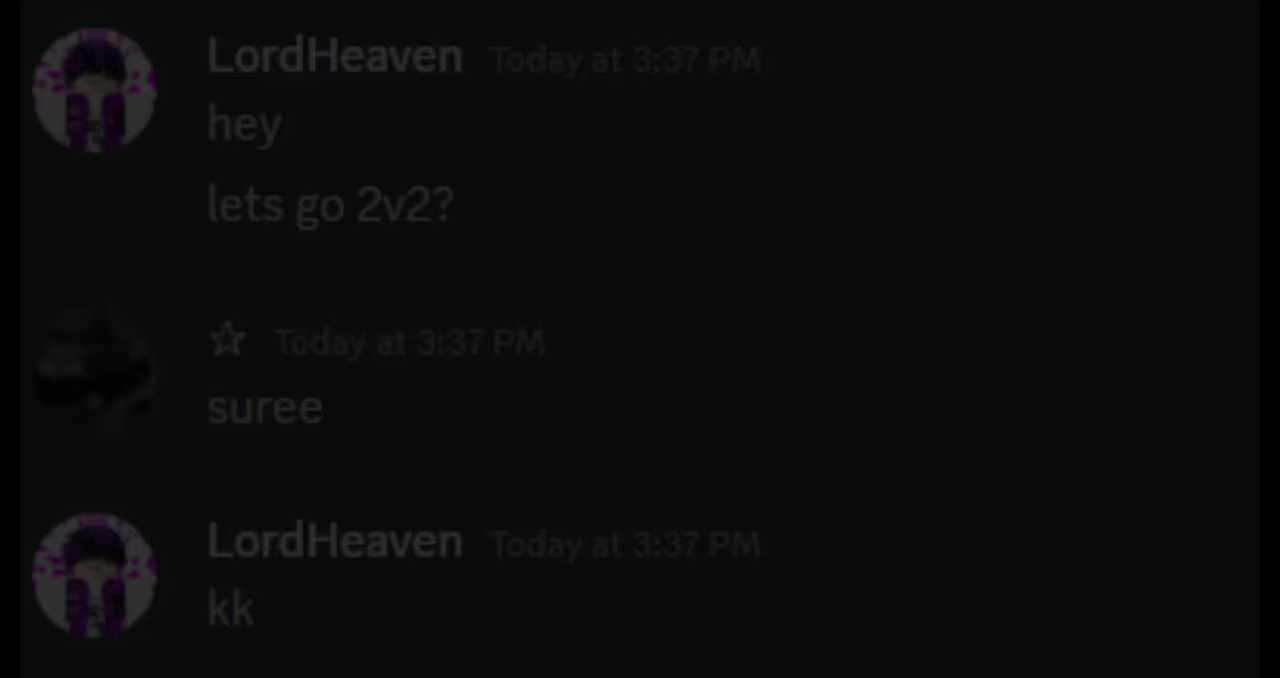 LordHeaven Today at 3:37 PM
hey
lets go 2v2?
☆ Today at 3:37 PM
suree
LordHeaven Today at 3:37 PM
kk